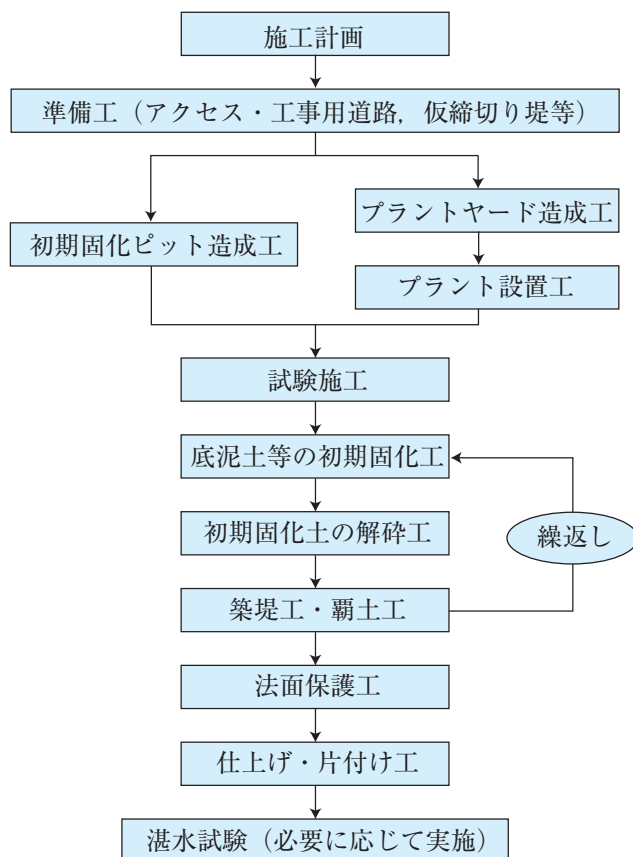 施工計画
準備工（アクセス・工事用道路，仮締切り堤等）
初期固化ピット造成工
プラントヤード造成工
プラント設置工
試験施工
底泥土等の初期固化工
初期固化土の解砕工
繰返し
築堤工・覇土工
法面保護工
仕上げ・片付け工
湛水試験（必要に応じて実施）